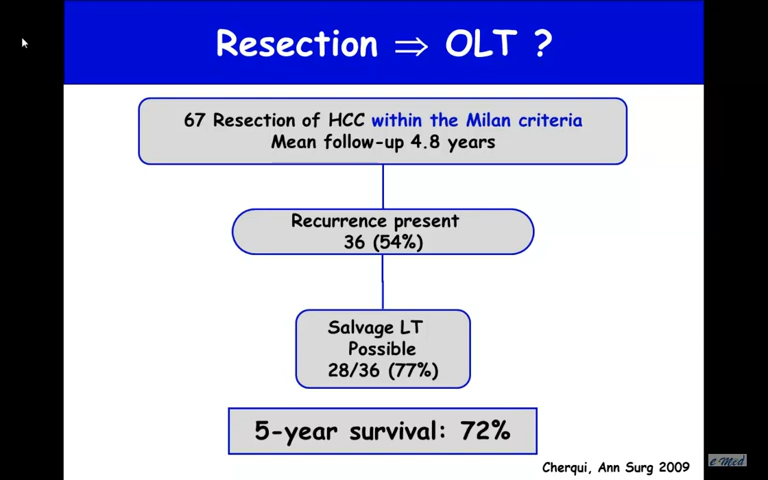 Resection ⇒ OLT ?
67 Resection of HCC within the Milan criteria
Mean follow-up 4.8 years
Recurrence present
36 (54%)
Salvage LT
Possible
28/36 (77%)
5-year survival: 72%
Cherqui, Ann Surg 2009
e-Med